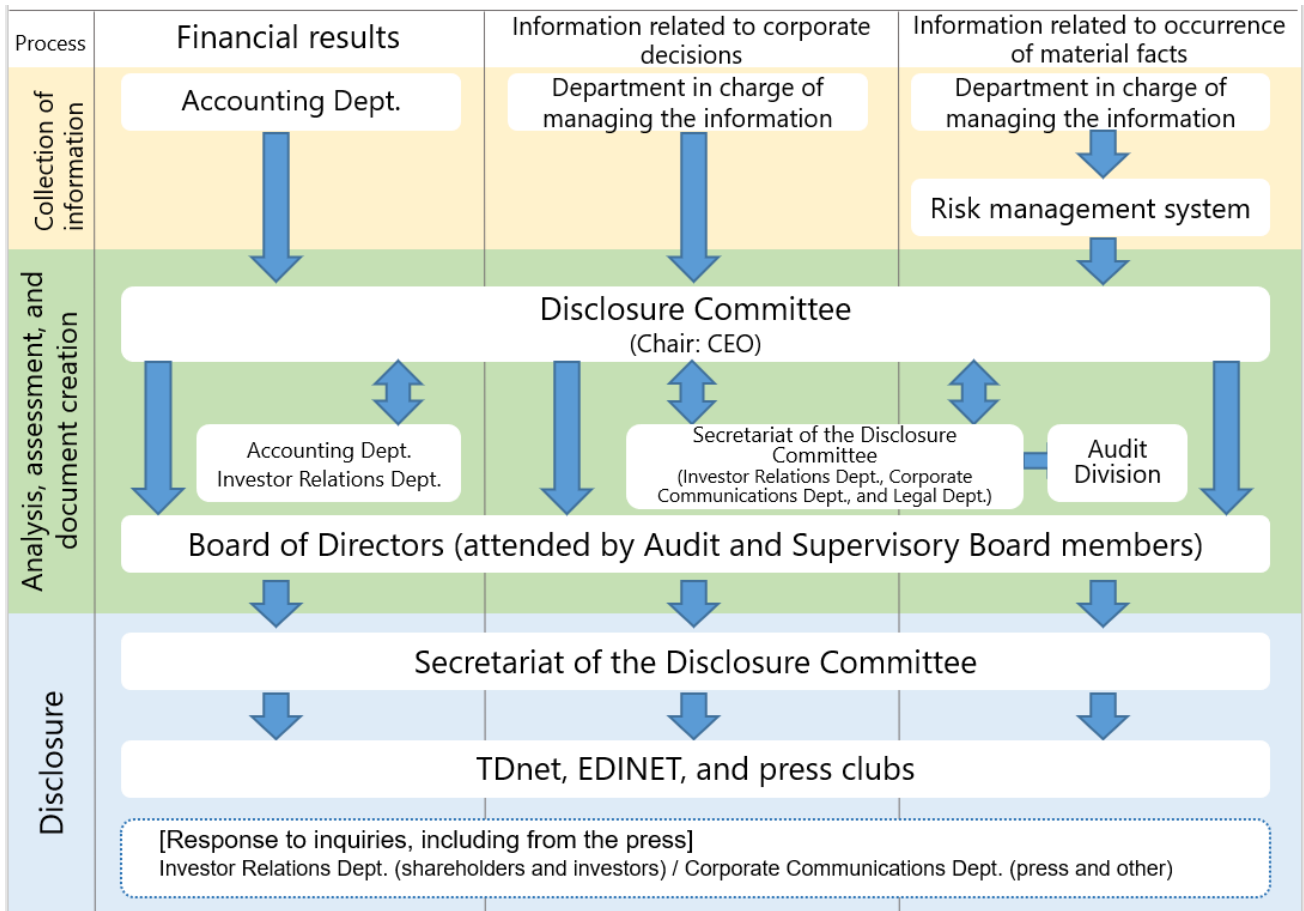 Process
Financial results
Information related to corporate
decisions
Information related to occurrence
of material facts
Collection of
information
Accounting Dept.
Department in charge of
managing the information
Department in charge of
managing the information
Risk management system
Analysis, assessment, and
document creation
Disclosure Committee
(Chair: CEO)
Accounting Dept.
Investor Relations Dept.
Secretariat of the Disclosure
Committee
(Investor Relations Dept., Corporate
Communications Dept., and Legal Dept.)
Audit
Division
Board of Directors (attended by Audit and Supervisory Board members)
Disclosure
Secretariat of the Disclosure Committee
TDnet, EDINET, and press clubs
[Response to inquiries, including from the press]
Investor Relations Dept. (shareholders and investors) / Corporate Communications Dept. (press and other)